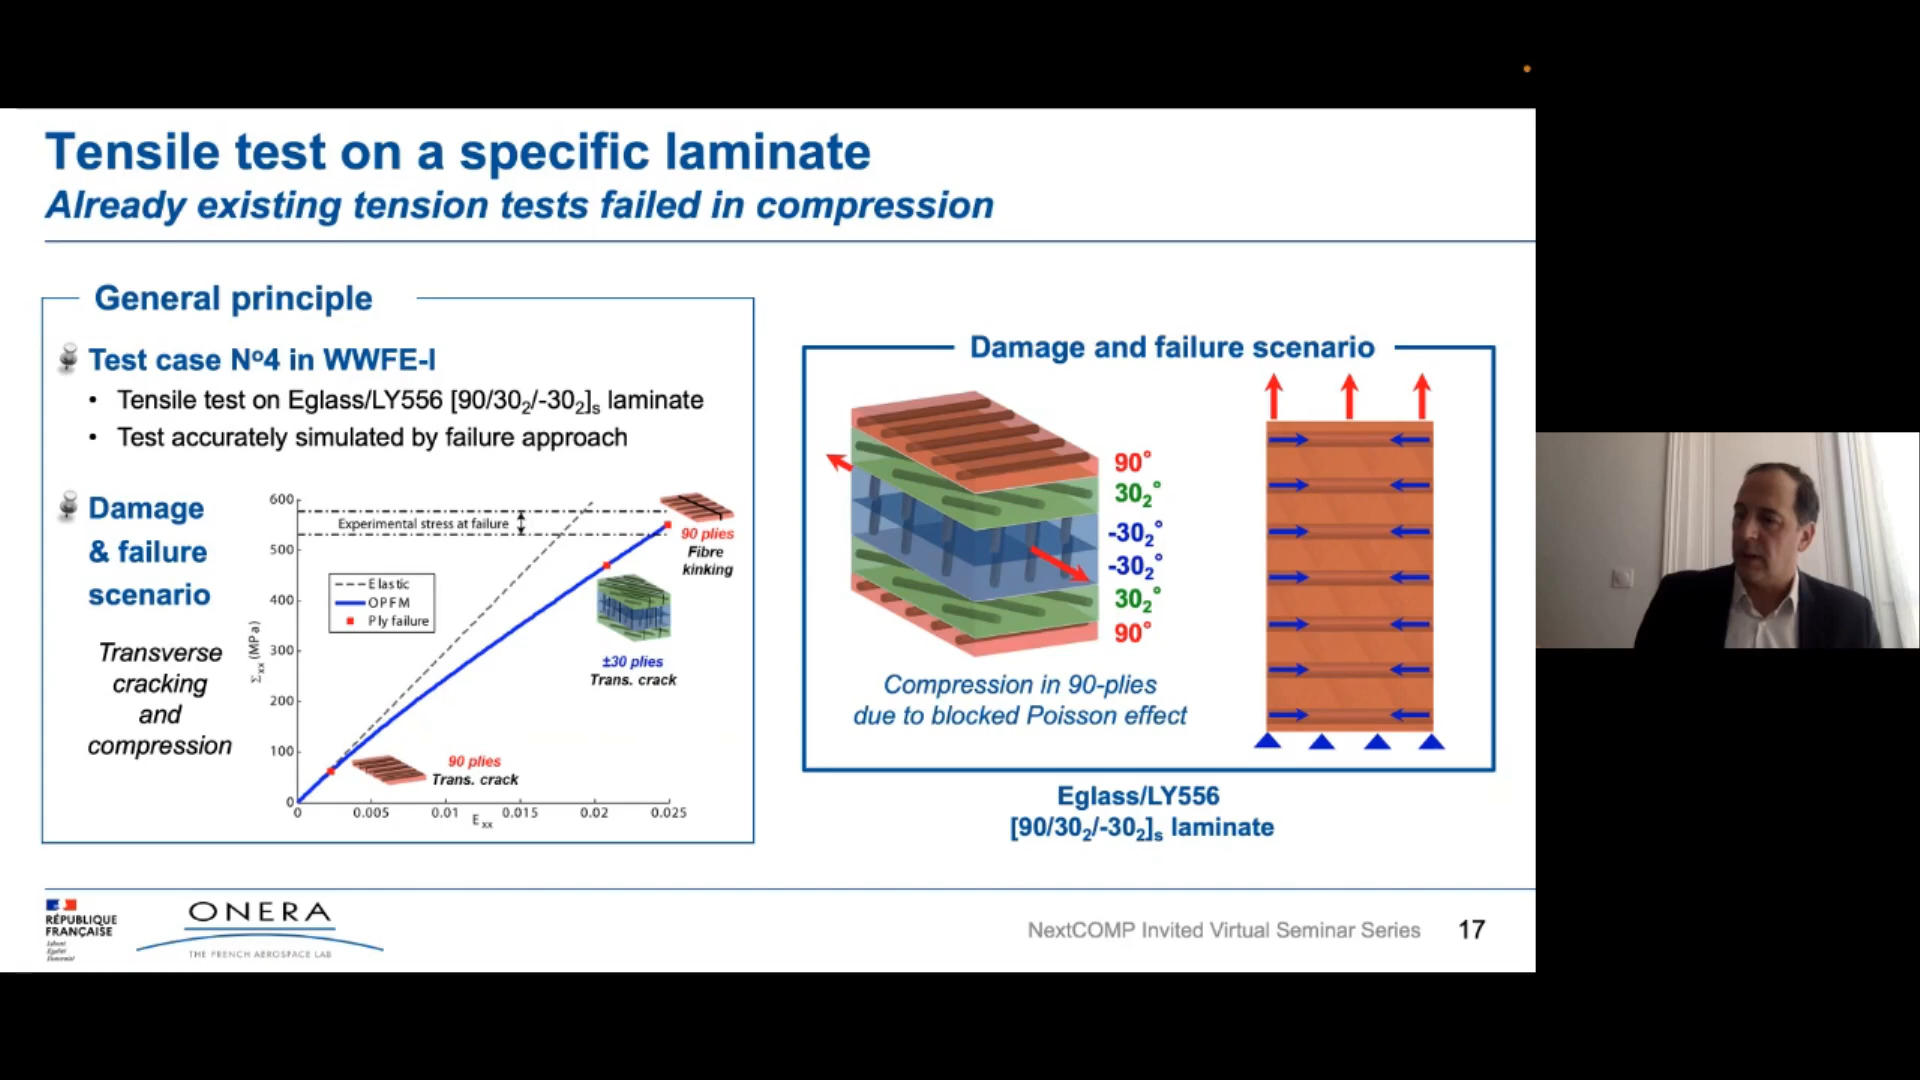 Tensile test on a specific laminate
Already existing tension tests failed in compression
General principle
Test case Nº4 in WWFE-I
• Tensile test on Eglass/LY556 [90/30₂/-30₂]ₛ laminate
• Test accurately simulated by failure approach
Damage
& failure
scenario
Transverse
cracking
and
compression
600
500
400
300
200
100
0
Σxx (MPa)
0
0.005
0.01
0.015
0.02
0.025
Exx
Experimental stress at failure
Elastic
OPFM
Ply failure
90 plies
Fibre
kinking
±30 plies
Trans. crack
90 plies
Trans. crack
Damage and failure scenario
90°
30₂°
-30₂°
-30₂°
30₂°
90°
Compression in 90-plies
due to blocked Poisson effect
Eglass/LY556
[90/30₂/-30₂]ₛ laminate
RÉPUBLIQUE
FRANÇAISE
Liberté
Égalité
Fraternité
ONERA
THE FRENCH AEROSPACE LAB
NextCOMP Invited Virtual Seminar Series
17